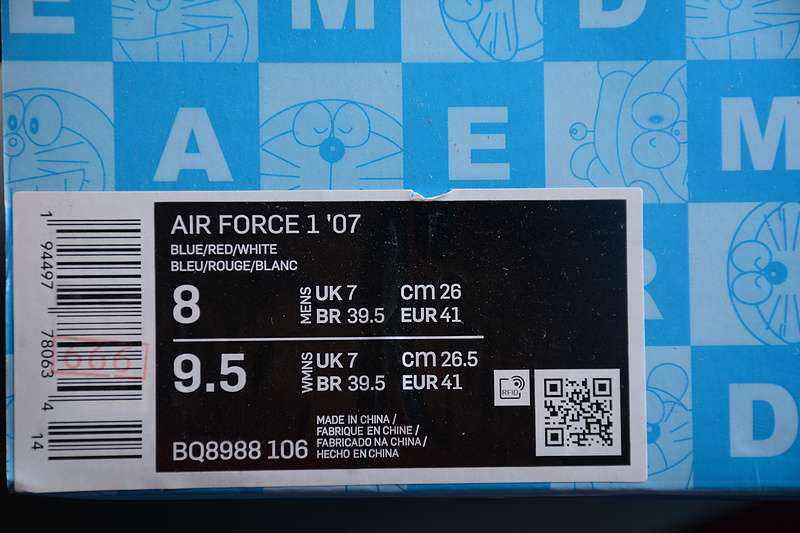 E M D
A E M
R
D
AIR FORCE 1 '07
BLUE/RED/WHITE
BLEU/ROUGE/BLANC
8 MENS UK 7 cm 26
BR 39.5 EUR 41
9.5 WMNS UK 7 cm 26.5
BR 39.5 EUR 41
RFID
BQ8988 106
MADE IN CHINA /
FABRIQUE EN CHINE /
FABRICADO NA CHINA /
HECHO EN CHINA
1 94497 78063 4 14
666